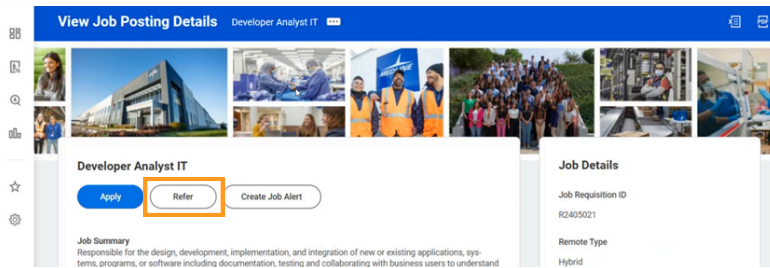 View Job Posting Details Developer Analyst IT
MEDLINE
Developer Analyst IT
Apply Refer Create Job Alert
Job Summary
Responsible for the design, development, implementation, and integration of new or existing applications, sys-
tems, programs, or software including documentation, testing and collaborating with business users to understand
Job Details
Job Requisition ID
R2405021
Remote Type
Hybrid